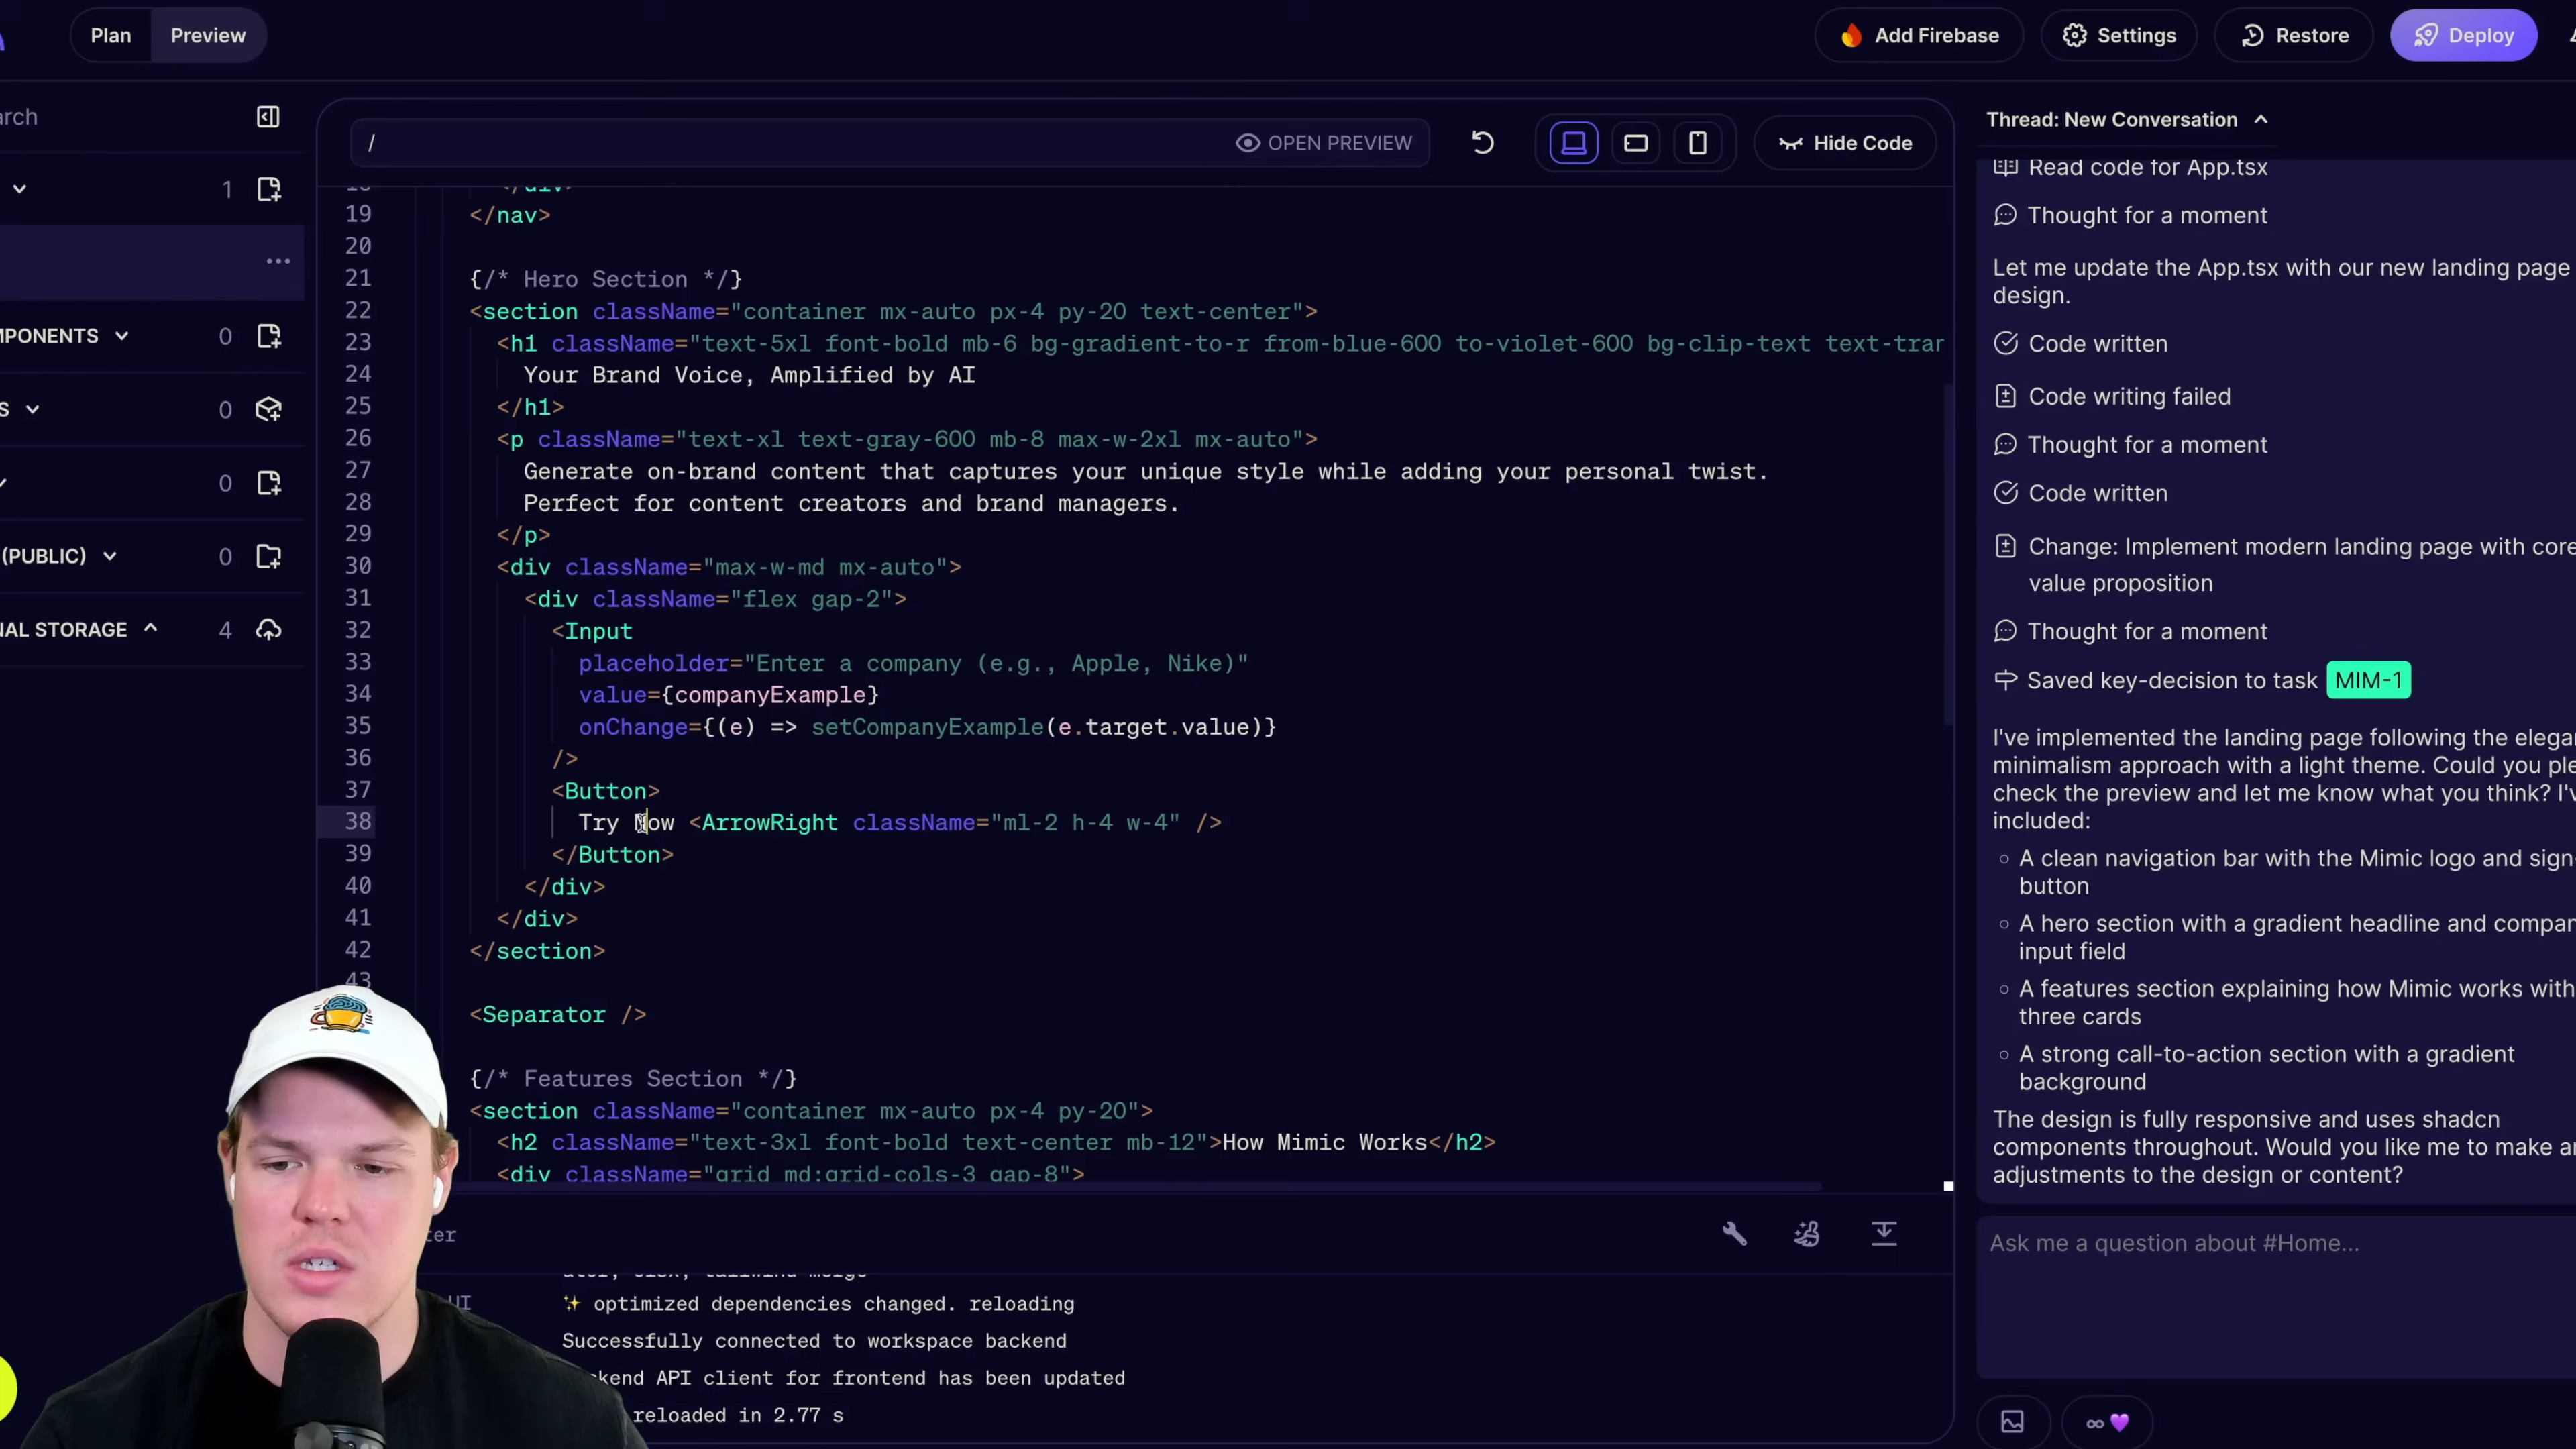 Plan
Preview
Add Firebase
Settings
Restore
Deploy
arch
/
OPEN PREVIEW
Hide Code
Thread: New Conversation
1
MPONENTS
0
S
0
0
(PUBLIC)
0
NAL STORAGE
4
</div>
19 </nav>
20
21 {/* Hero Section */}
22 <section className="container mx-auto px-4 py-20 text-center">
23 <h1 className="text-5xl font-bold mb-6 bg-gradient-to-r from-blue-600 to-violet-600 bg-clip-text text-tran
24 Your Brand Voice, Amplified by AI
25 </h1>
26 <p className="text-xl text-gray-600 mb-8 max-w-2xl mx-auto">
27 Generate on-brand content that captures your unique style while adding your personal twist.
28 Perfect for content creators and brand managers.
29 </p>
30 <div className="max-w-md mx-auto">
31 <div className="flex gap-2">
32 <Input
33 placeholder="Enter a company (e.g., Apple, Nike)"
34 value={companyExample}
35 onChange={(e) => setCompanyExample(e.target.value)}
36 />
37 <Button>
38 Try Now <ArrowRight className="ml-2 h-4 w-4" />
39 </Button>
40 </div>
41 </div>
42 </section>
43
<Separator />
{/* Features Section */}
<section className="container mx-auto px-4 py-20">
<h2 className="text-3xl font-bold text-center mb-12">How Mimic Works</h2>
<div className="grid md:grid-cols-3 gap-8">
ter
UI
✨ optimized dependencies changed. reloading
Successfully connected to workspace backend
kend API client for frontend has been updated
reloaded in 2.77 s
Read code for App.tsx
Thought for a moment
Let me update the App.tsx with our new landing page
design.
Code written
Code writing failed
Thought for a moment
Code written
Change: Implement modern landing page with core
value proposition
Thought for a moment
Saved key-decision to task MIM-1
I've implemented the landing page following the elega
minimalism approach with a light theme. Could you ple
check the preview and let me know what you think? I'v
included:
A clean navigation bar with the Mimic logo and sign-
button
A hero section with a gradient headline and compan
input field
A features section explaining how Mimic works with
three cards
A strong call-to-action section with a gradient
background
The design is fully responsive and uses shadcn
components throughout. Would you like me to make an
adjustments to the design or content?
Ask me a question about #Home...